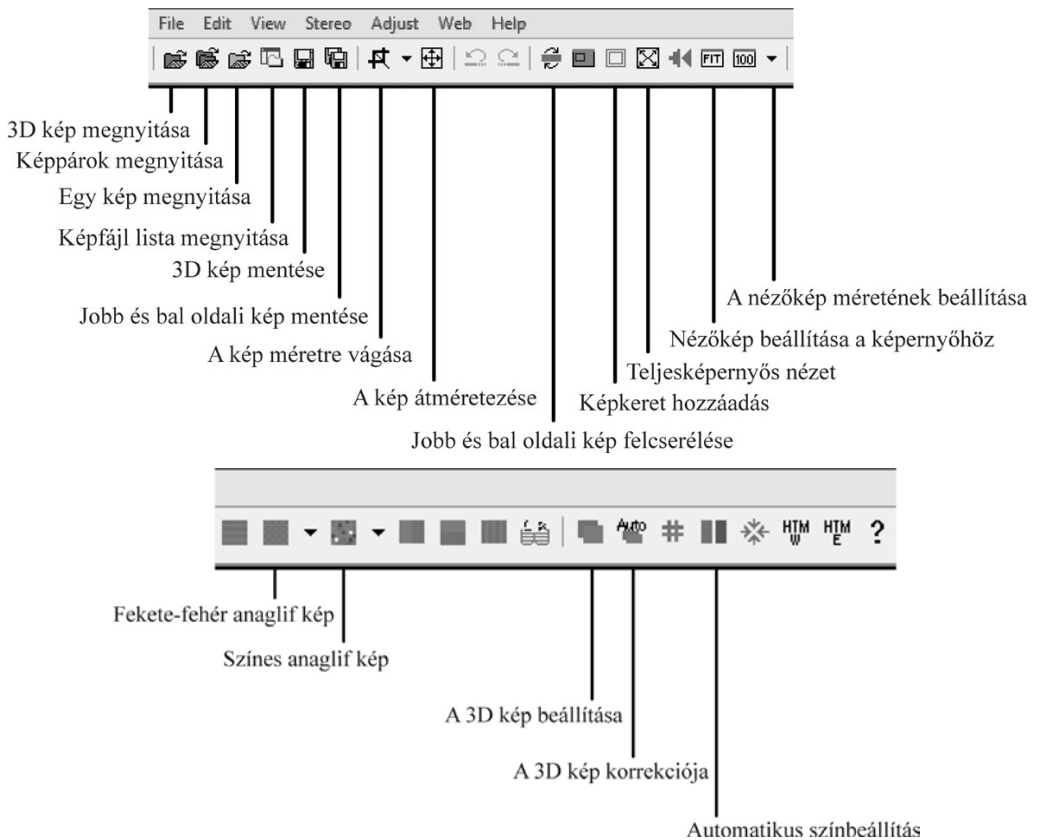 File Edit View Stereo Adjust Web Help
FIT 100
3D kép megnyitása
Képpárok megnyitása
Egy kép megnyitása
Képfájl lista megnyitása
3D kép mentése
Jobb és bal oldali kép mentése
A kép méretre vágása
A kép átméretezése
Jobb és bal oldali kép felcserélése
Képkeret hozzáadás
Teljesképernyős nézet
Nézőkép beállítása a képernyőhöz
A nézőkép méretének beállítása
Auto HTM W HTM E ?
Fekete-fehér anaglif kép
Színes anaglif kép
A 3D kép beállítása
A 3D kép korrekciója
Automatikus színbeállítás